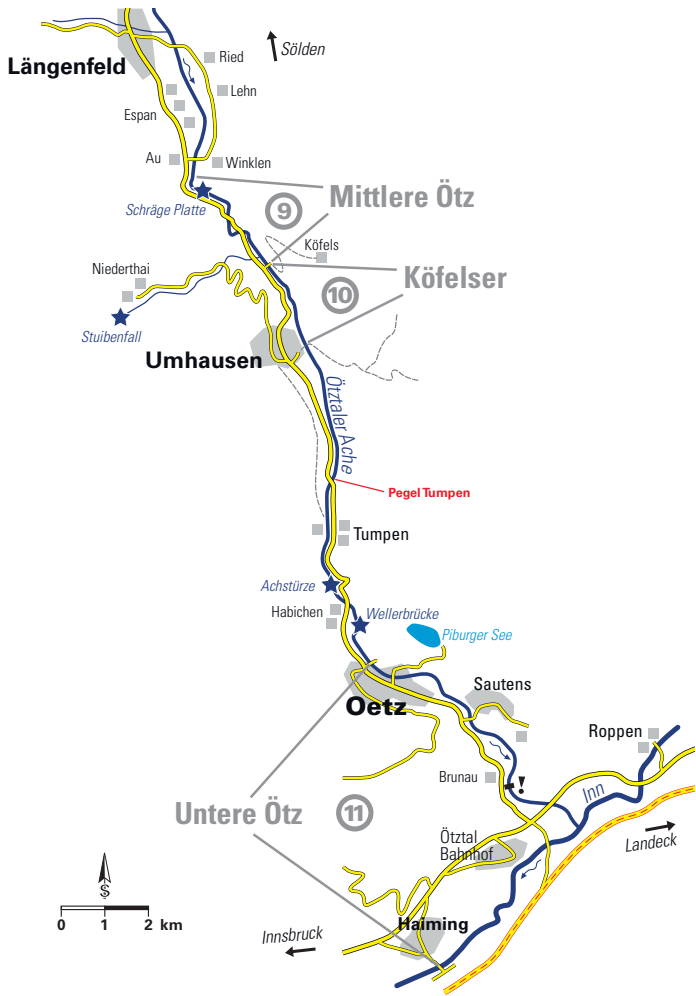 Sölden
Längenfeld
Ried
Lehn
Espan
Au
Winklen
Schräge Platte
9
Mittlere Ötz
Köfels
Niederthai
10
Köfelser
Stuibenfall
Umhausen
Ötztaler Ache
Pegel Tumpen
Tumpen
Achstürze
Habichen
Wellerbrücke
Piburger See
Oetz
Sautens
Roppen
Brunau
!
Inn
Untere Ötz
11
Ötztal
Bahnhof
Landeck
S
0 1 2 km
Haiming
Innsbruck